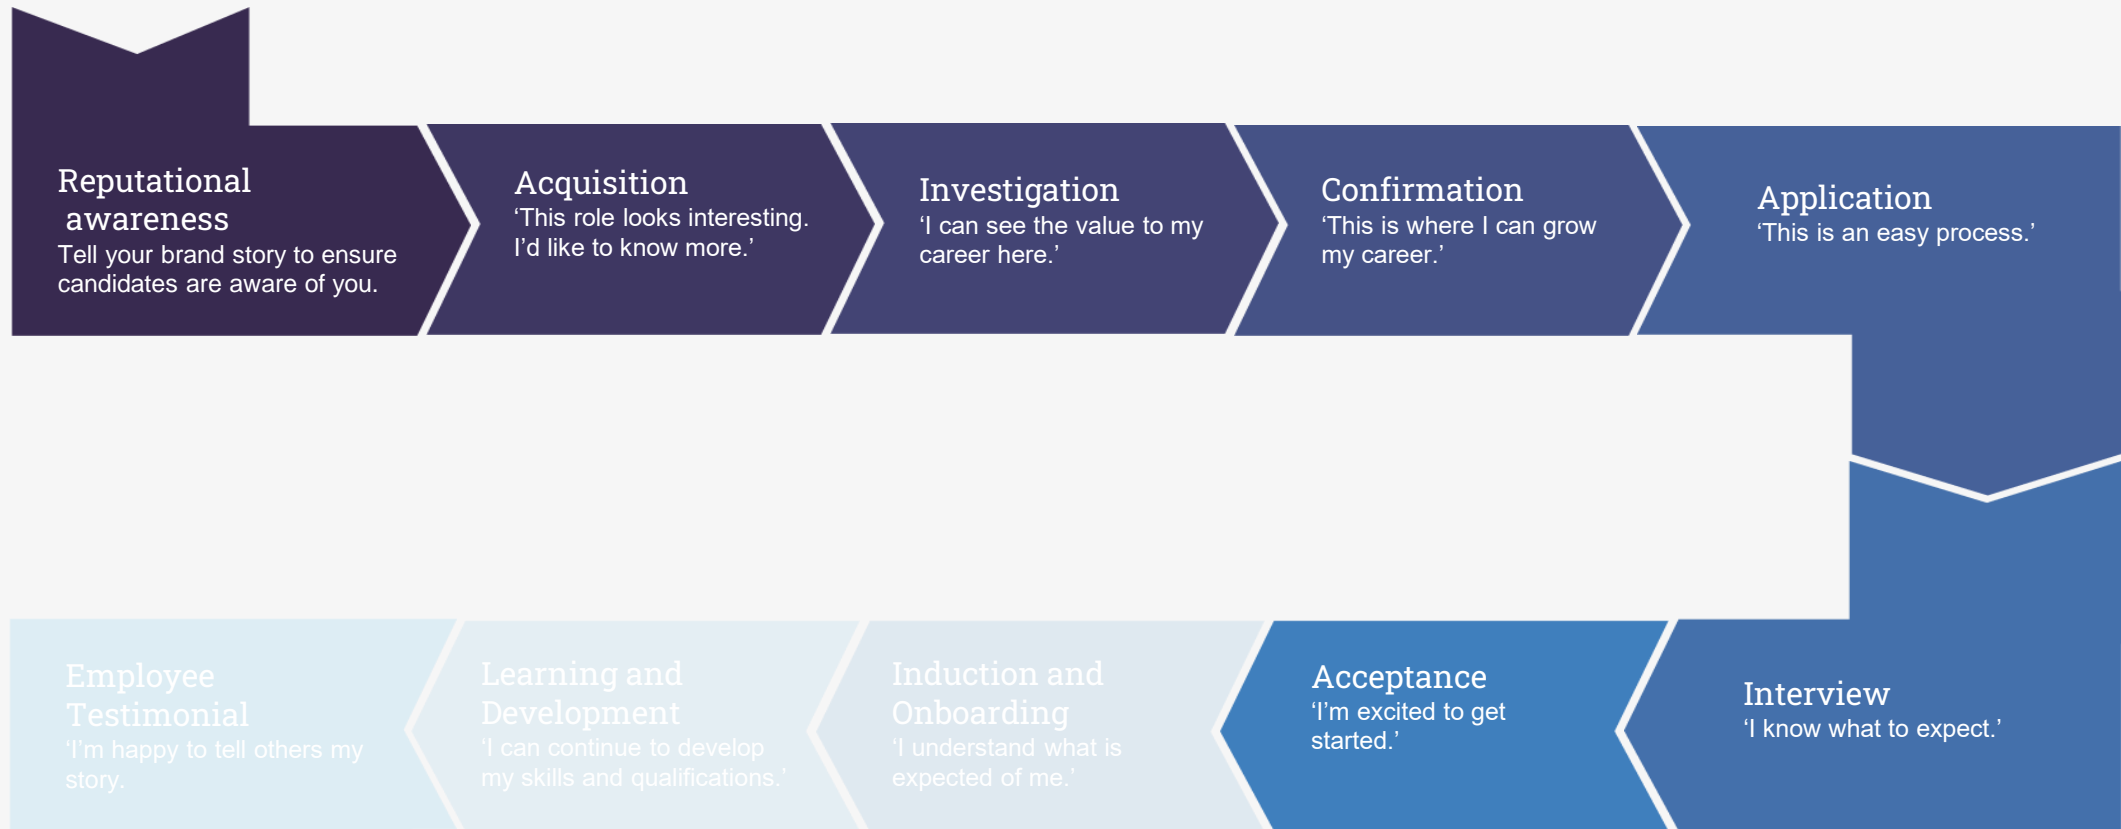 Reputational
awareness
Tell your brand story to ensure
candidates are aware of you.
Acquisition
‘This role looks interesting.
I’d like to know more.’
Investigation
‘I can see the value to my
career here.’
Confirmation
‘This is where I can grow
my career.’
Application
‘This is an easy process.’
Interview
‘I know what to expect.’
Acceptance
‘I’m excited to get
started.’
Induction and
Onboarding
‘I understand what is
expected of me.’
Learning and
Development
‘I can continue to develop
my skills and qualifications.’
Employee
Testimonial
‘I’m happy to tell others my
story.